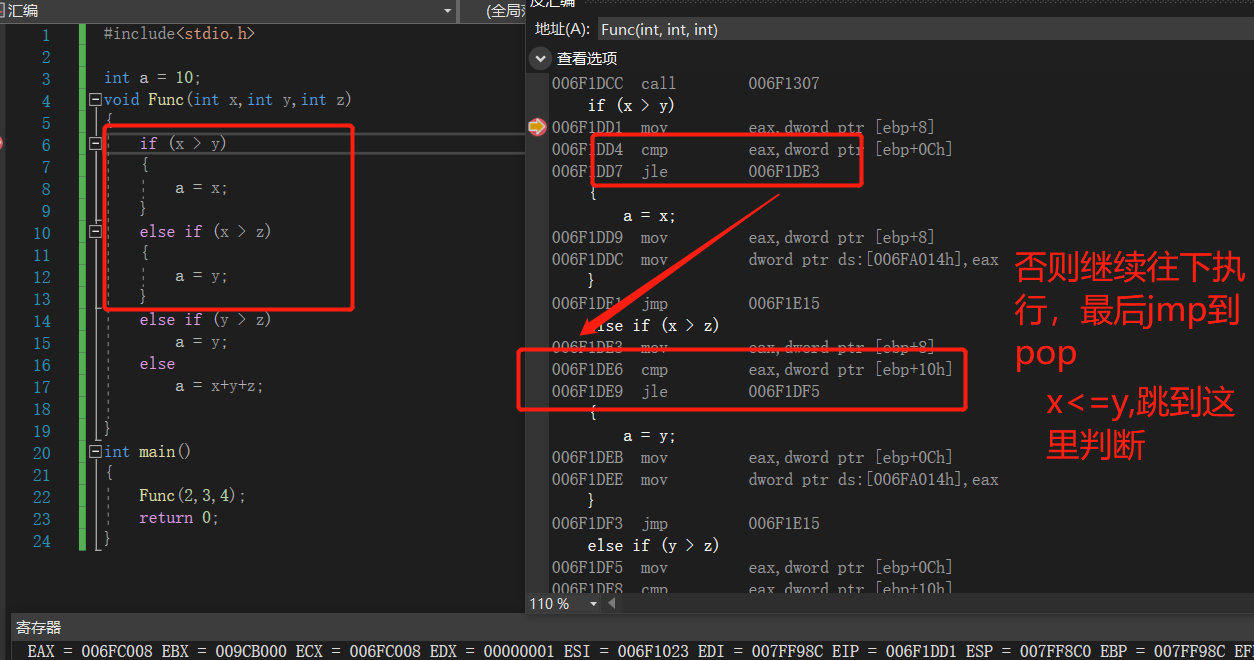 汇编
(全局范
1 #include<stdio.h>
2
3 int a = 10;
4 void Func(int x,int y,int z)
5 {
6 if (x > y)
7 {
8 a = x;
9 }
10 else if (x > z)
11 {
12 a = y;
13 }
14 else if (y > z)
15 a = y;
16 else
17 a = x+y+z;
18
19 }
20 int main()
21 {
22 Func(2,3,4);
23 return 0;
24 }
反汇编
地址(A): Func(int, int, int)
查看选项
006F1DCC call 006F1307
if (x > y)
006F1DD1 mov eax,dword ptr [ebp+8]
006F1DD4 cmp eax,dword ptr [ebp+0Ch]
006F1DD7 jle 006F1DE3
{
a = x;
006F1DD9 mov eax,dword ptr [ebp+8]
006F1DDC mov dword ptr ds:[006FA014h],eax
}
006F1DE1 jmp 006F1E15
else if (x > z)
006F1DE3 mov eax,dword ptr [ebp+8]
006F1DE6 cmp eax,dword ptr [ebp+10h]
006F1DE9 jle 006F1DF5
{
a = y;
006F1DEB mov eax,dword ptr [ebp+0Ch]
006F1DEE mov dword ptr ds:[006FA014h],eax
}
006F1DF3 jmp 006F1E15
else if (y > z)
006F1DF5 mov eax,dword ptr [ebp+0Ch]
006F1DF8 cmp eax,dword ptr [ebp+10h]
110 %
否则继续往下执
行，最后jmp到
pop
x<=y,跳到这
里判断
寄存器
EAX = 006FC008 EBX = 009CB000 ECX = 006FC008 EDX = 00000001 ESI = 006F1023 EDI = 007FF98C EIP = 006F1DD1 ESP = 007FF8C0 EBP = 007FF98C EF